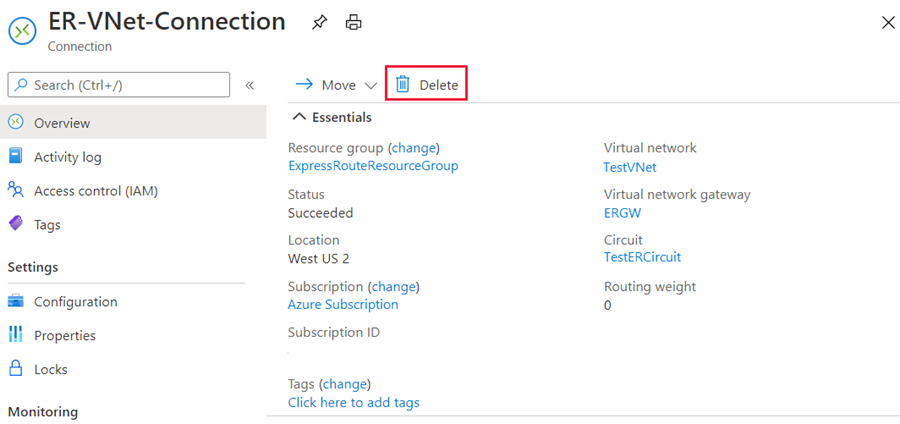 ER-VNet-Connection
Connection
Search (Ctrl+/)
«
Overview
Activity log
Access control (IAM)
Tags
Settings
Configuration
Properties
Locks
Monitoring
Move
Delete
Essentials
Resource group (change)
ExpressRouteResourceGroup
Status
Succeeded
Location
West US 2
Subscription (change)
Azure Subscription
Subscription ID
Tags (change)
Click here to add tags
Virtual network
TestVNet
Virtual network gateway
ERGW
Circuit
TestERCircuit
Routing weight
0